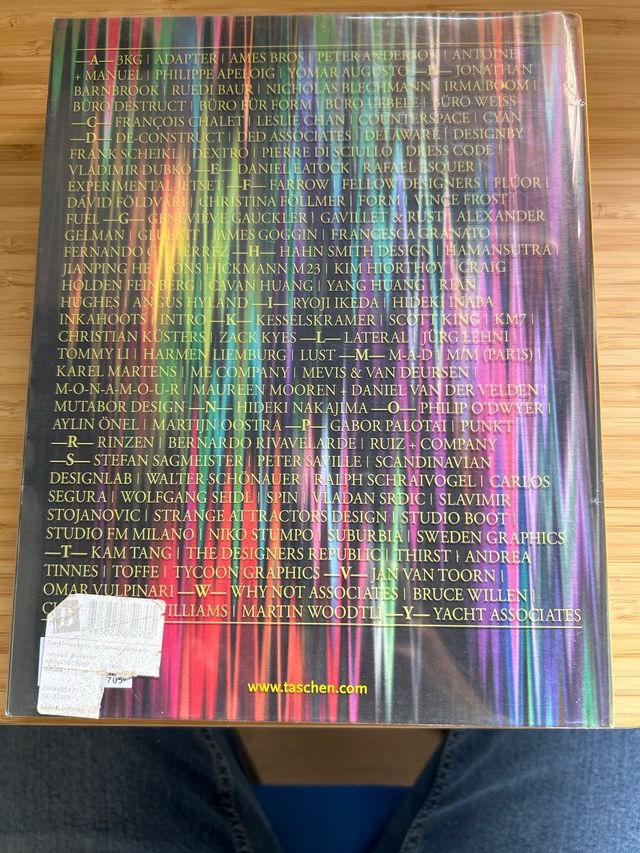 —A— 3KG | ADAPTER | AMES BROS | PETER ANDERSON | ANTOINE
+ MANUEL | PHILIPPE APELOIG | YOMAR AUGUSTO —B— JONATHAN
BARNBROOK | RUEDI BAUR | NICHOLAS BLECHMANN | IRMA BOOM |
BÜRO DESTRUCT | BÜRO FÜR FORM | BÜRO UEBELE | BÜRO WEISS
—C— FRANÇOIS CHALET | LESLIE CHAN | COUNTERSPACE | CYAN
—D— DE-CONSTRUCT | DED ASSOCIATES | DELAWARE | DESIGNBY
FRANK SCHEIKL | DEXTRO | PIERRE DI SCIULLO | DRESS CODE |
VLADIMIR DUBKO —E— DANIEL EATOCK | RAFAEL ESQUER |
EXPERIMENTAL JETSET —F— FARROW | FELLOW DESIGNERS | FLÚOR |
DÁVID FÖLDVÁRI | CHRISTINA FÖLLMER | FORM | VINCE FROST |
FUEL —G— GENEVIÈVE GAUCKLER | GAVILLET & RUST | ALEXANDER
GELMAN | GLUEKIT | JAMES GOGGIN | FRANCESCA GRANATO
FERNANDO GUTIÉRREZ —H— HAHN SMITH DESIGN | HAMANSUTRA |
JIANPING HE | FONS HICKMANN M23 | KIM HIORTHØY | CRAIG
HOLDEN FEINBERG | CAVAN HUANG | YANG HUANG | RIAN
HUGHES | ANGUS HYLAND —I— RYOJI IKEDA | HIDEKI INABA
INKAHOOTS | INTRO —K— KESSELSKRAMER | SCOTT KING | KM7 |
CHRISTIAN KÜSTERS | ZACK KYES —L— LATERAL | JÜRG LEHNI |
TOMMY LI | HARMEN LIEMBURG | LUST —M— M-A-D | M/M (PARIS) |
KAREL MARTENS | ME COMPANY | MEVIS & VAN DEURSEN |
M-O-N-A-M-O-U-R | MAUREEN MOOREN + DANIEL VAN DER VELDEN |
MUTABOR DESIGN —N— HIDEKI NAKAJIMA —O— PHILIP O'DWYER |
AYLIN ÖNEL | MARTIJN OOSTRA —P— GABOR PALOTAI | PUNKT
—R— RINZEN | BERNARDO RIVAVELARDE | RUIZ + COMPANY
—S— STEFAN SAGMEISTER | PETER SAVILLE | SCANDINAVIAN
DESIGNLAB | WALTER SCHÖNAUER | RALPH SCHRAIVOGEL | CARLOS
SEGURA | WOLFGANG SEIDL | SPIN | VLADAN SRDIC | SLAVIMIR
STOJANOVIC | STRANGE ATTRACTORS DESIGN | STUDIO BOOT |
STUDIO FM MILANO | NIKO STUMPO | SUBURBIA | SWEDEN GRAPHICS
—T— KAM TANG | THE DESIGNERS REPUBLIC | THIRST | ANDREA
TINNES | TOFFE | TYCOON GRAPHICS —V— JAN VAN TOORN |
OMAR VULPINARI —W— WHY NOT ASSOCIATES | BRUCE WILLEN |
WILLIAMS | MARTIN WOODTLI —Y— YACHT ASSOCIATES
705
www.taschen.com